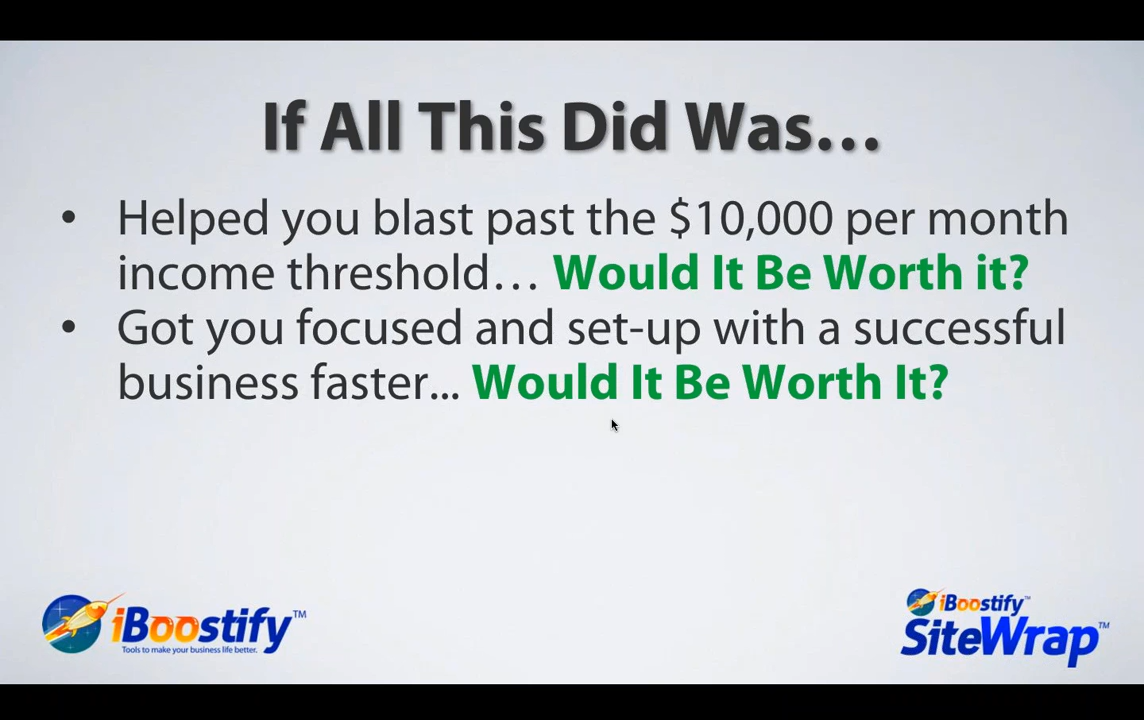 If All This Did Was…
• Helped you blast past the $10,000 per month
income threshold… Would It Be Worth it?
• Got you focused and set-up with a successful
business faster... Would It Be Worth It?
iBoostify™
Tools to make your business life better.
iBoostify™
SiteWrap™